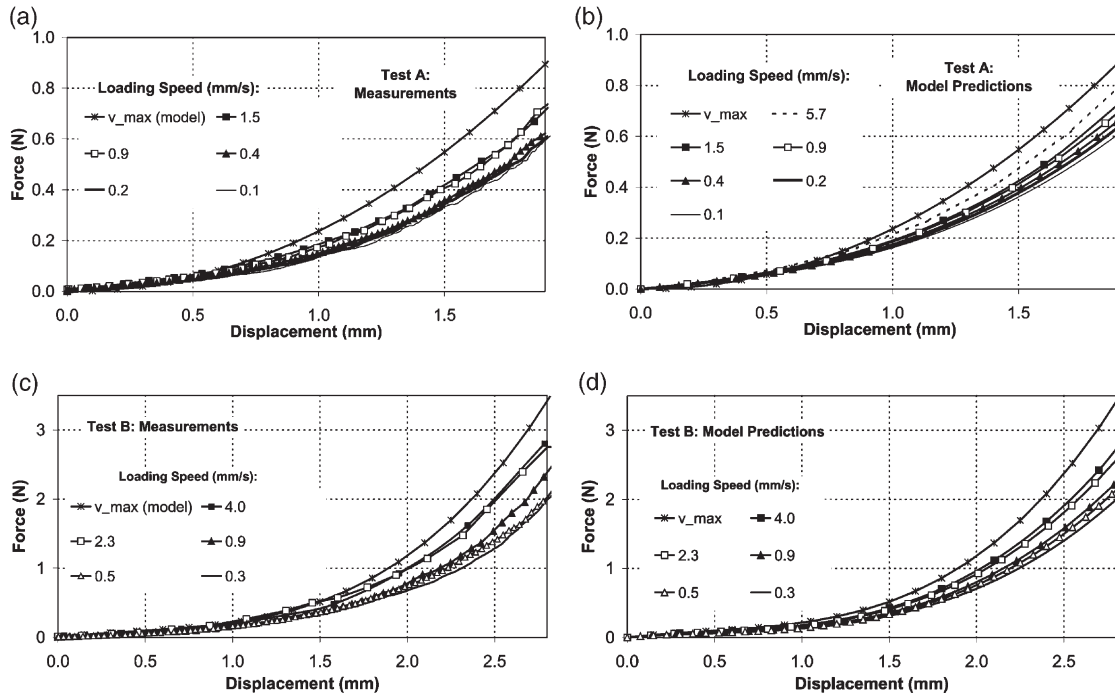 (a)
1.0
0.8
0.6
0.4
0.2
0.0
Force (N)
Loading Speed (mm/s):
v_max (model)
1.5
0.9
0.4
0.2
0.1
Test A:
Measurements
0.0
0.5
1.0
1.5
Displacement (mm)
(b)
1.0
0.8
0.6
0.4
0.2
0.0
Force (N)
Loading Speed (mm/s):
v_max
5.7
1.5
0.9
0.4
0.2
0.1
Test A:
Model Predictions
0.0
0.5
1.0
1.5
Displacement (mm)
(c)
3
2
1
0
Force (N)
Test B: Measurements
Loading Speed (mm/s):
v_max (model)
4.0
2.3
0.9
0.5
0.3
0.0
0.5
1.0
1.5
2.0
2.5
Displacement (mm)
(d)
3
2
1
0
Force (N)
Test B: Model Predictions
Loading Speed (mm/s):
v_max
4.0
2.3
0.9
0.5
0.3
0.0
0.5
1.0
1.5
2.0
2.5
Displacement (mm)